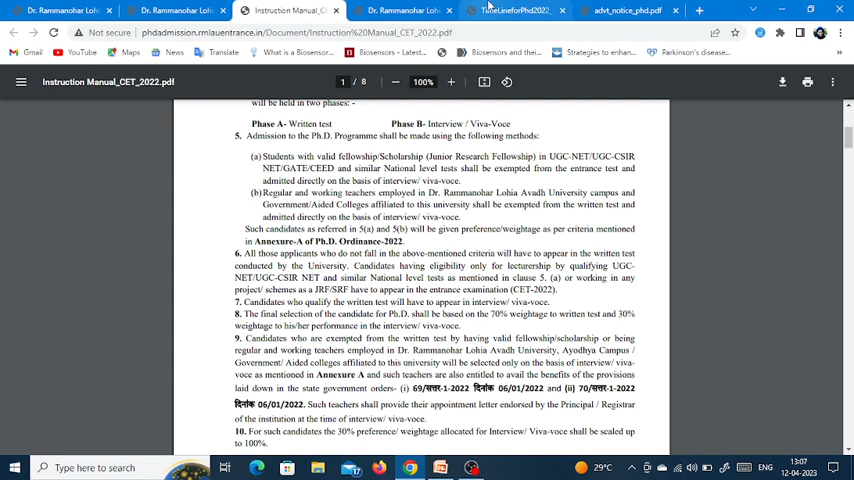 Dr. Rammanohar Loh
Dr. Rammanohar Loh
Instruction Manual_C
Dr. Rammanohar Loh
TimeLineforPhd2022_
advt_notice_phd.pdf
Not secure
phdadmission.rmlauentrance.in/Document/Instruction%20Manual_CET_2022.pdf
Gmail
YouTube
Maps
News
Translate
What is a Biosensor...
Biosensors - Latest...
Biosensors and thei...
Strategies to enhan...
Parkinson's disease...
Instruction Manual_CET_2022.pdf
1 / 8
100%
will be held in two phases: -
Phase A- Written test Phase B- Interview / Viva-Voce
5. Admission to the Ph.D. Programme shall be made using the following methods:
(a) Students with valid fellowship/Scholarship (Junior Research Fellowship) in UGC-NET/UGC-CSIR
NET/GATE/CEED and similar National level tests shall be exempted from the entrance test and
admitted directly on the basis of interview/ viva-voce.
(b) Regular and working teachers employed in Dr. Rammanohar Lohia Avadh University campus and
Government/Aided Colleges affiliated to this university shall be exempted from the written test and
admitted directly on the basis of interview/ viva-voce.
Such candidates as referred in 5(a) and 5(b) will be given preference/weightage as per criteria mentioned
in Annexure-A of Ph.D. Ordinance-2022.
6. All those applicants who do not fall in the above-mentioned criteria will have to appear in the written test
conducted by the University. Candidates having eligibility only for lecturership by qualifying UGC-
NET/UGC-CSIR NET and similar National level tests as mentioned in clause 5. (a) or working in any
project/ schemes as a JRF/SRF have to appear in the entrance examination (CET-2022).
7. Candidates who qualify the written test will have to appear in interview/ viva-voce.
8. The final selection of the candidate for Ph.D. shall be based on the 70% weightage to written test and 30%
weightage to his/her performance in the interview/ viva-voce.
9. Candidates who are exempted from the written test by having valid fellowship/scholarship or being
regular and working teachers employed in Dr. Rammanohar Lohia Avadh University, Ayodhya Campus /
Government/ Aided colleges affiliated to this university will be selected only on the basis of interview/ viva-
voce as mentioned in Annexure A and such teachers are also entitled to avail the benefits of the provisions
laid down in the state government orders- (i) 69/सत्तर-1-2022 दिनांक 06/01/2022 and (ii) 70/सत्तर-1-2022
दिनांक 06/01/2022. Such teachers shall provide their appointment letter endorsed by the Principal / Registrar
of the institution at the time of interview/ viva-voce.
10. For such candidates the 30% preference/ weightage allocated for Interview/ Viva-voce shall be scaled up
to 100%.
Type here to search
17
29°C
ENG
13:07
12-04-2023